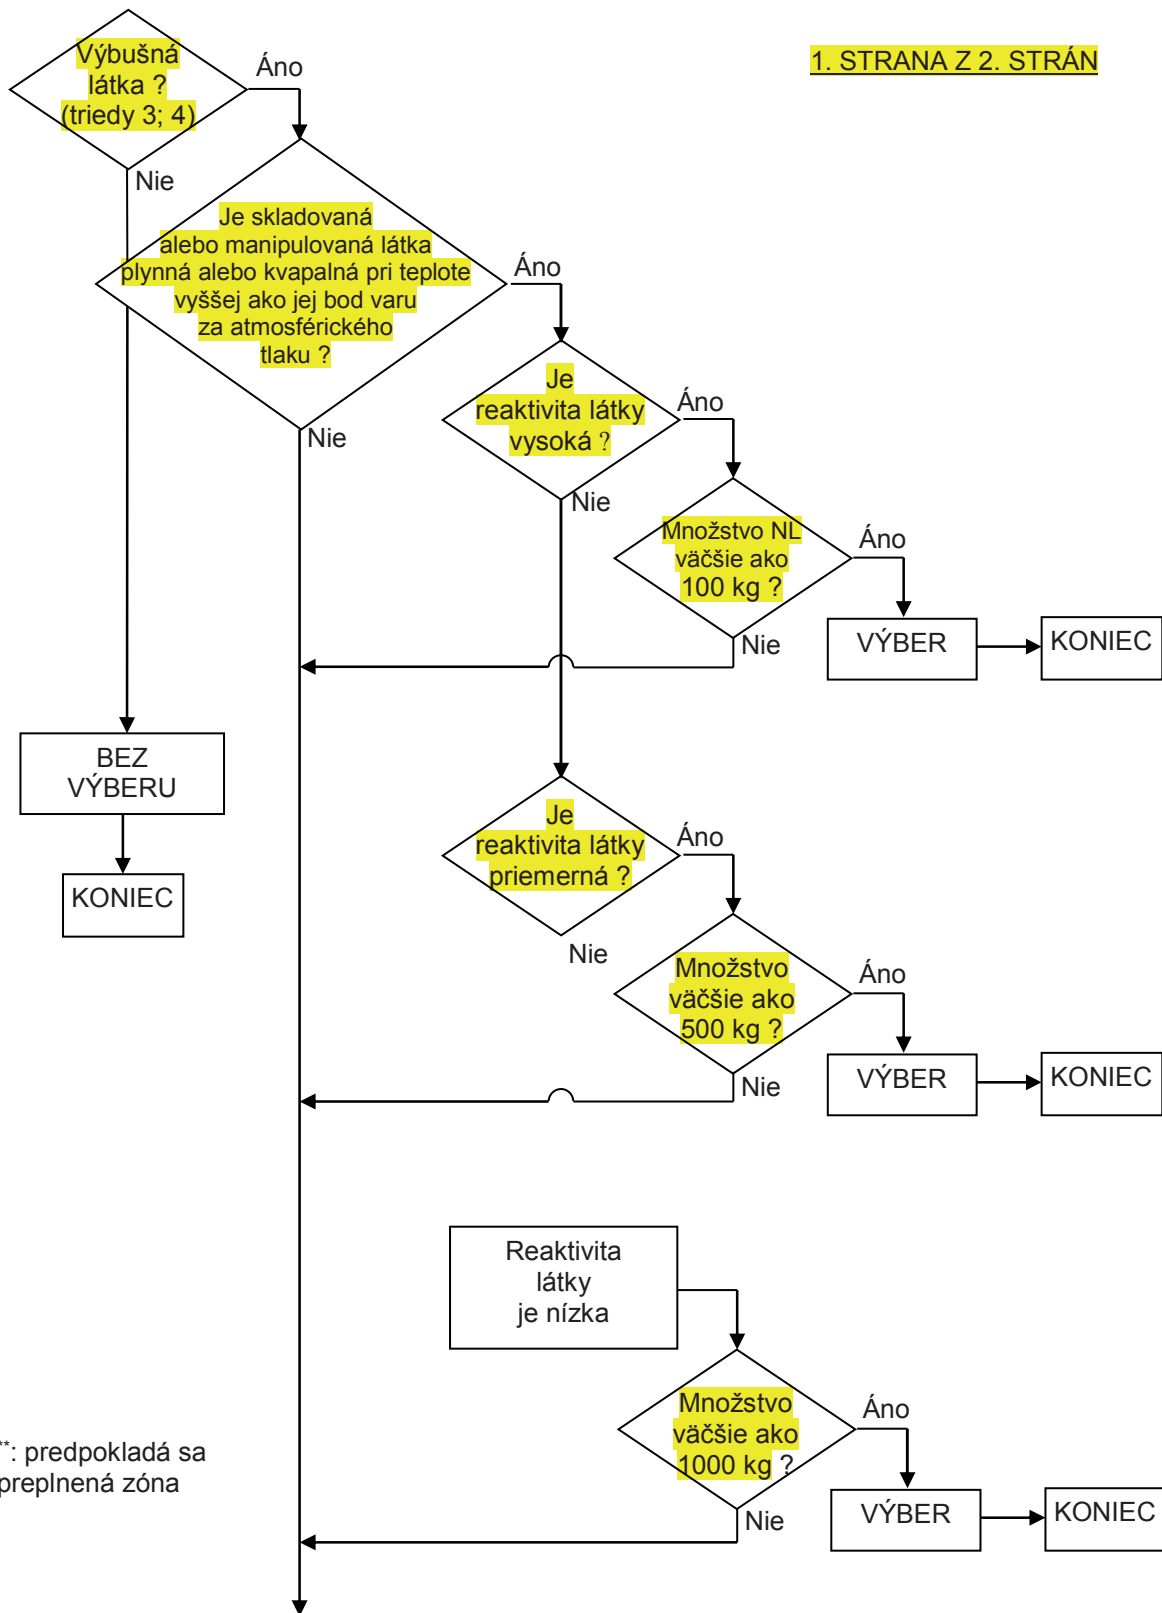 1. STRANA Z 2. STRÁN
Výbušná
látka ?
(triedy 3; 4)
Áno
Nie
Je skladovaná
alebo manipulovaná látka
plynná alebo kvapalná pri teplote
vyššej ako jej bod varu
za atmosférického
tlaku ?
Áno
Nie
Je
reaktivita látky
vysoká ?
Áno
Nie
Množstvo NL
väčšie ako
100 kg ?
Áno
Nie
VÝBER
KONIEC
BEZ
VÝBERU
KONIEC
Je
reaktivita látky
priemerná ?
Áno
Nie
Množstvo
väčšie ako
500 kg ?
Áno
Nie
VÝBER
KONIEC
Reaktivita
látky
je nízka
Množstvo
väčšie ako
1000 kg ?
Áno
Nie
VÝBER
KONIEC
**: predpokladá sa
preplnená zóna